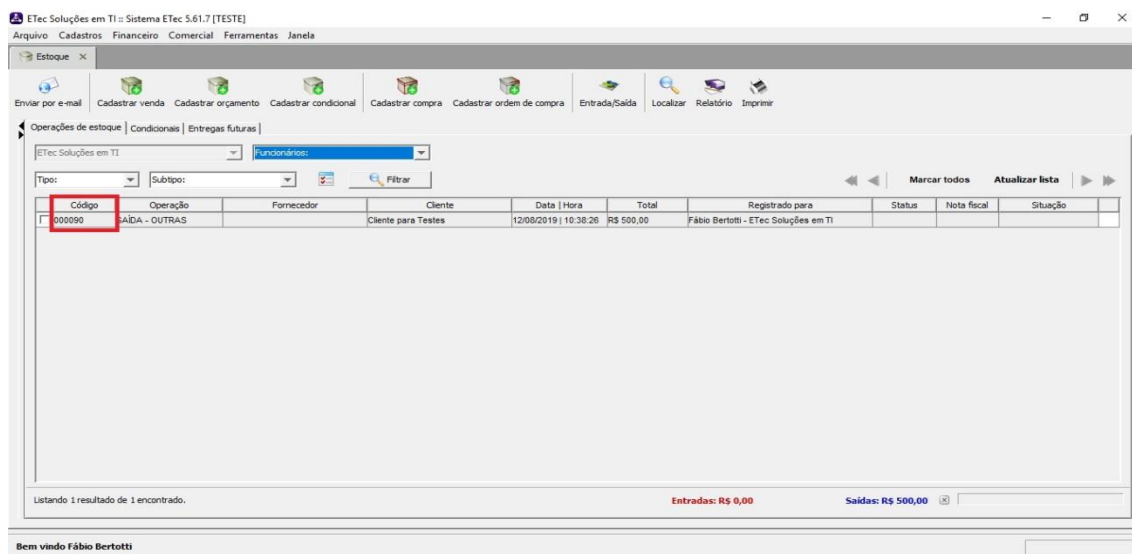 ETec Soluções em TI :: Sistema ETec 5.61.7 [TESTE]
Arquivo Cadastros Financeiro Comercial Ferramentas Janela
Estoque
Enviar por e-mail Cadastrar venda Cadastrar orçamento Cadastrar condicional Cadastrar compra Cadastrar ordem de compra Entrada/Saída Localizar Relatório Imprimir
Operações de estoque Condicionais Entregas futuras
ETec Soluções em TI Funcionários:
Tipo: Subtipo: Filtrar Marcar todos Atualizar lista
Código Operação Fornecedor Cliente Data | Hora Total Registrado para Status Nota fiscal Situação
000090 SAÍDA - OUTRAS Cliente para Testes 12/08/2019 | 10:38:26 R$ 500,00 Fábio Bertotti - ETec Soluções em TI
Listando 1 resultado de 1 encontrado. Entradas: R$ 0,00 Saídas: R$ 500,00
Bem vindo Fábio Bertotti